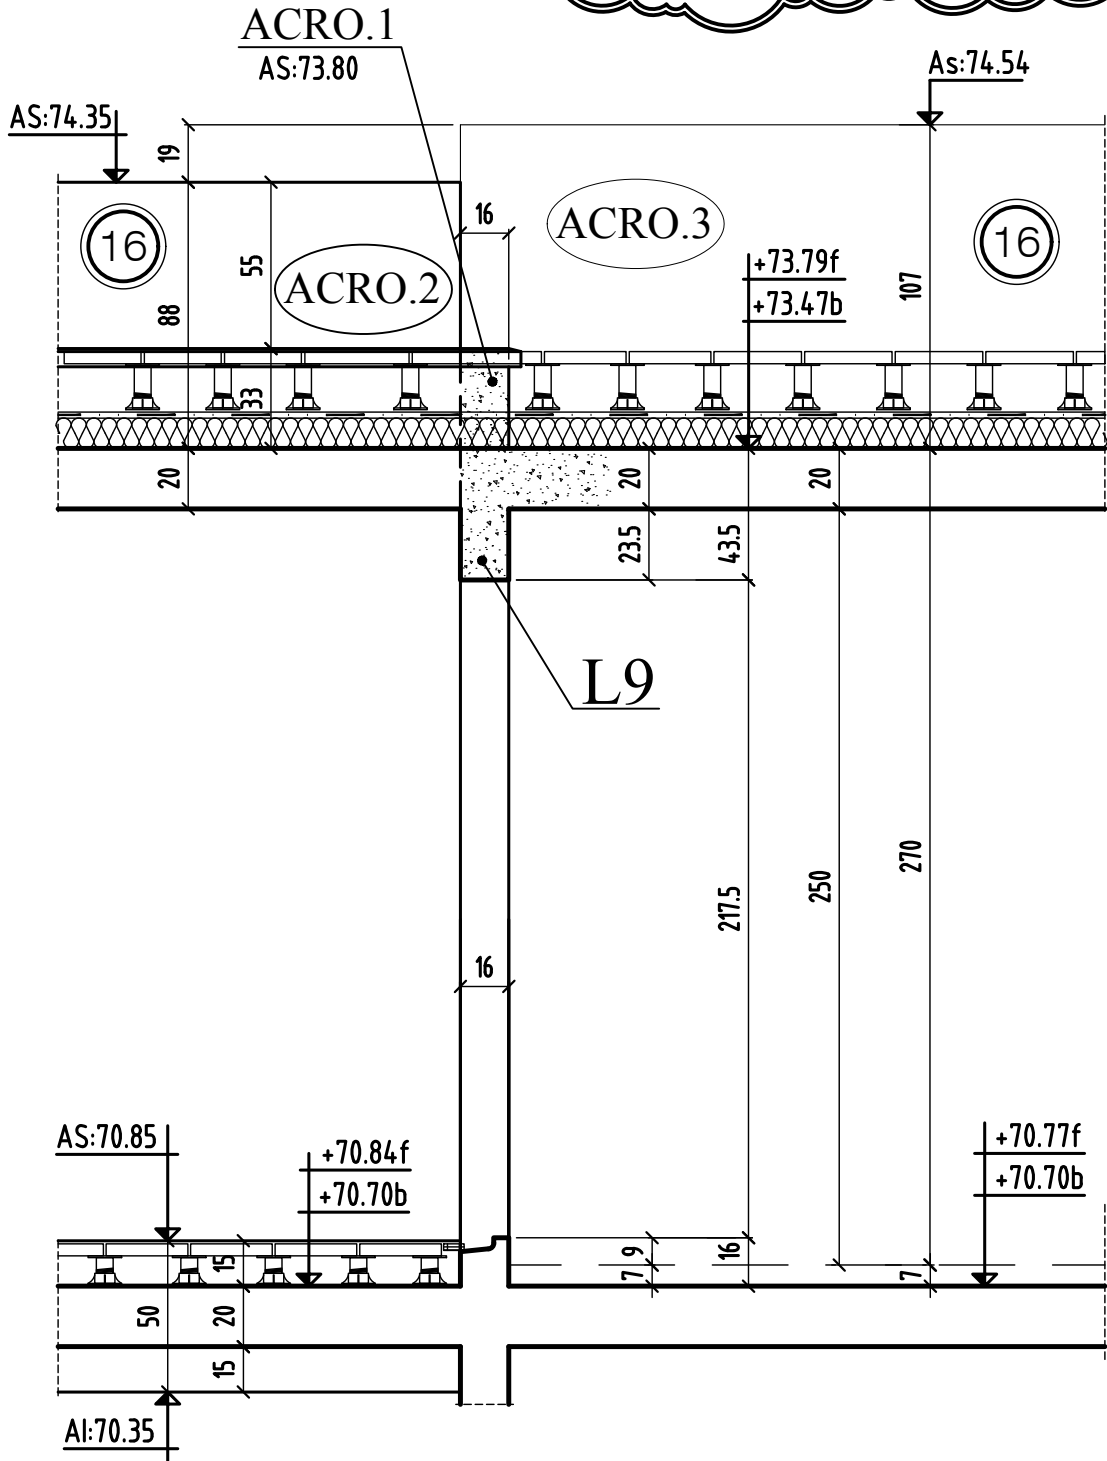 ACRO.1
AS:73.80
As:74.54
AS:74.35
19
16
ACRO.3
16
16
55
ACRO.2
+73.79f
+73.47b
107
88
33
20
20
20
23.5
43.5
L9
270
250
217.5
16
AS:70.85
+70.84f
+70.70b
+70.77f
+70.70b
15
9
16
7
7
50
20
15
AI:70.35